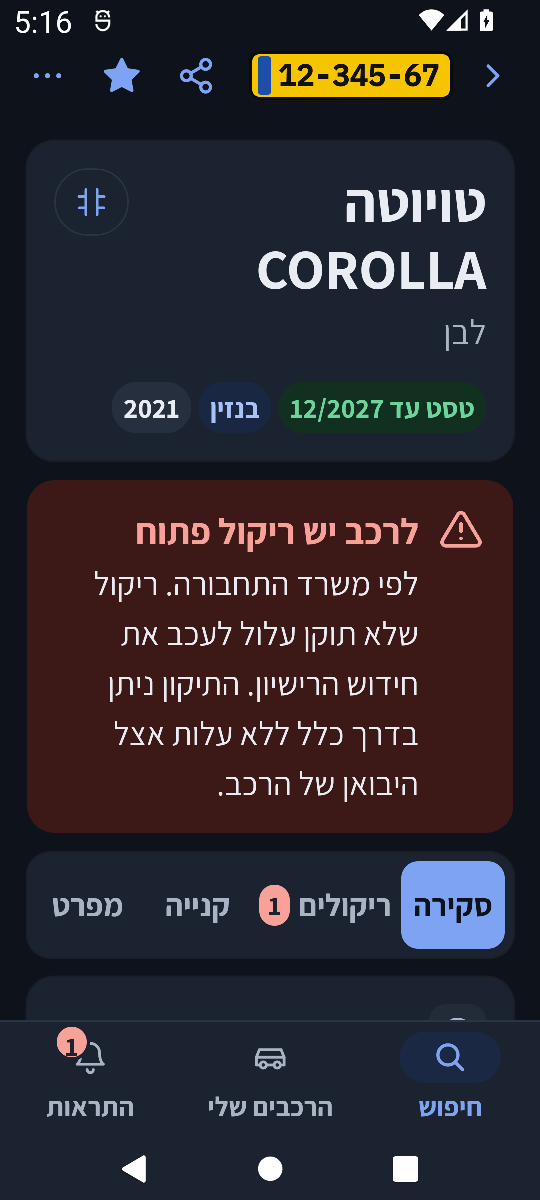 5:16
12-345-67
טויוטה
COROLLA
לבן
טסט עד 12/2027
בנזין
2021
לרכב יש ריקול פתוח
לפי משרד התחבורה. ריקול
שלא תוקן עלול לעכב את
חידוש הרישיון. התיקון ניתן
בדרך כלל ללא עלות אצל
היבואן של הרכב.
סקירה
ריקולים 1
קנייה
מפרט
חיפוש
הרכבים שלי
1
התראות